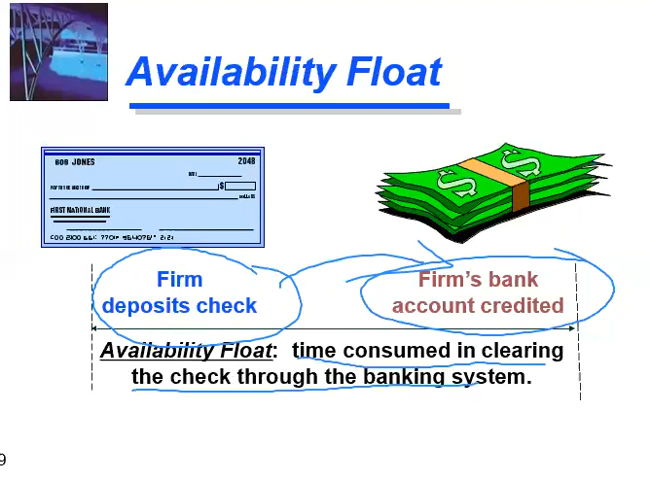 Availability Float
BOB JONES 2048
$
FIRST NATIONAL BANK
Firm
deposits check
Firm's bank
account credited
Availability Float: time consumed in clearing
the check through the banking system.
9